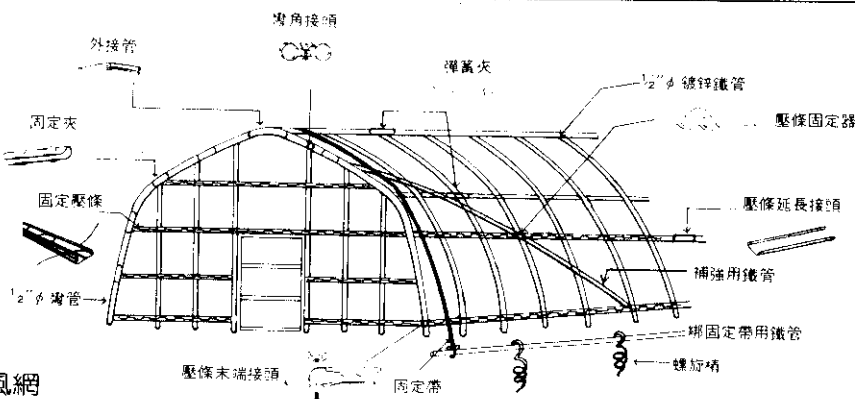 彎角接頭
外接管
彈簧夾
½"φ 鍍鋅鐵管
固定夾
壓條固定器
固定壓條
壓條延長接頭
補強用鐵管
½"φ 彎管
綁固定帶用鐵管
壓條末端接頭
固定帶
螺旋樁
風網